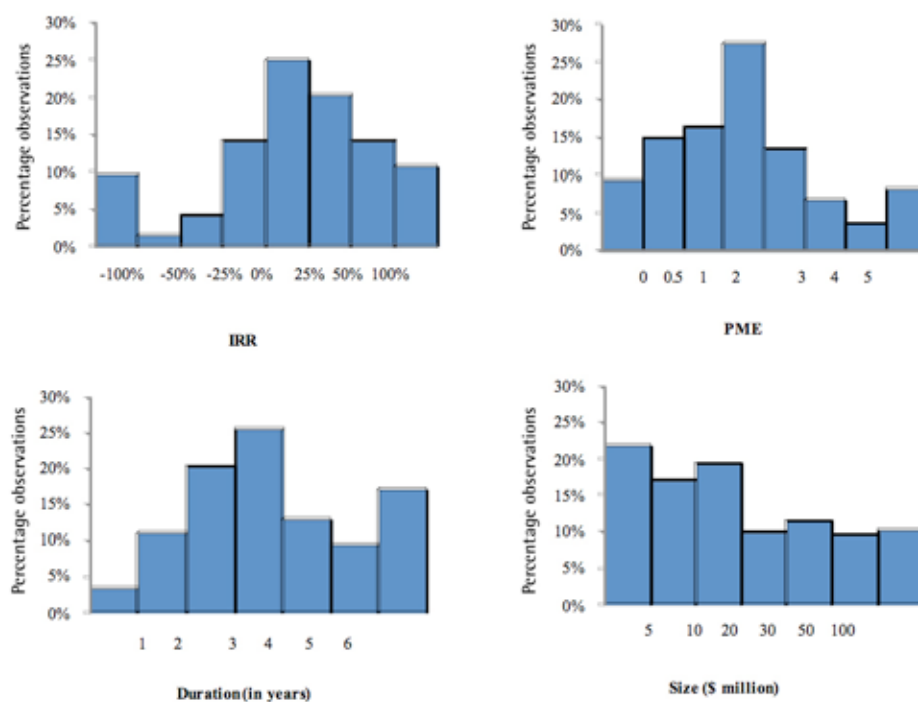 30%
25%
20%
15%
10%
5%
0%
Percentage observations
-100% -50% -25% 0% 25% 50% 100%
IRR
30%
25%
20%
15%
10%
5%
0%
Percentage observations
0 0.5 1 2 3 4 5
PME
30%
25%
20%
15%
10%
5%
0%
Percentage observations
1 2 3 4 5 6
Duration(in years)
30%
25%
20%
15%
10%
5%
0%
Percentage observations
5 10 20 30 50 100
Size ($ million)